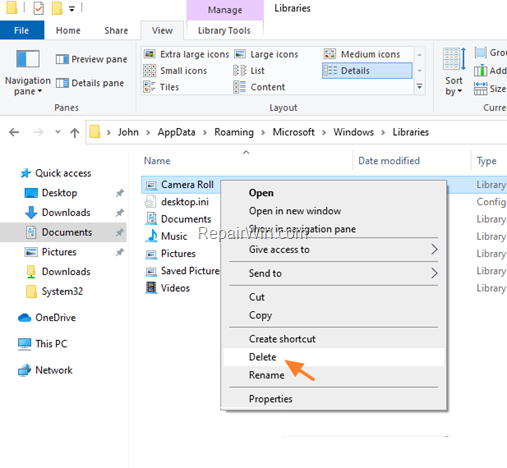 Manage
Libraries
File
Home
Share
View
Library Tools
Navigation
pane
Preview pane
Details pane
Panes
Extra large icons
Large icons
Medium icons
Small icons
List
Details
Tiles
Content
Layout
Sort
by
Grou
Add
Size
Curre
John > AppData > Roaming > Microsoft > Windows > Libraries
Name
Date modified
Type
Quick access
Desktop
Downloads
Documents
Pictures
Downloads
System32
OneDrive
This PC
Network
Camera Roll
Library
desktop.ini
Config
Documents
Library
Music
Library
Pictures
Library
Saved Picture
Library
Videos
Library
Open
Open in new window
Show in navigation pane
RepairWin.com
Give access to
Send to
Cut
Copy
Create shortcut
Delete
Rename
Properties